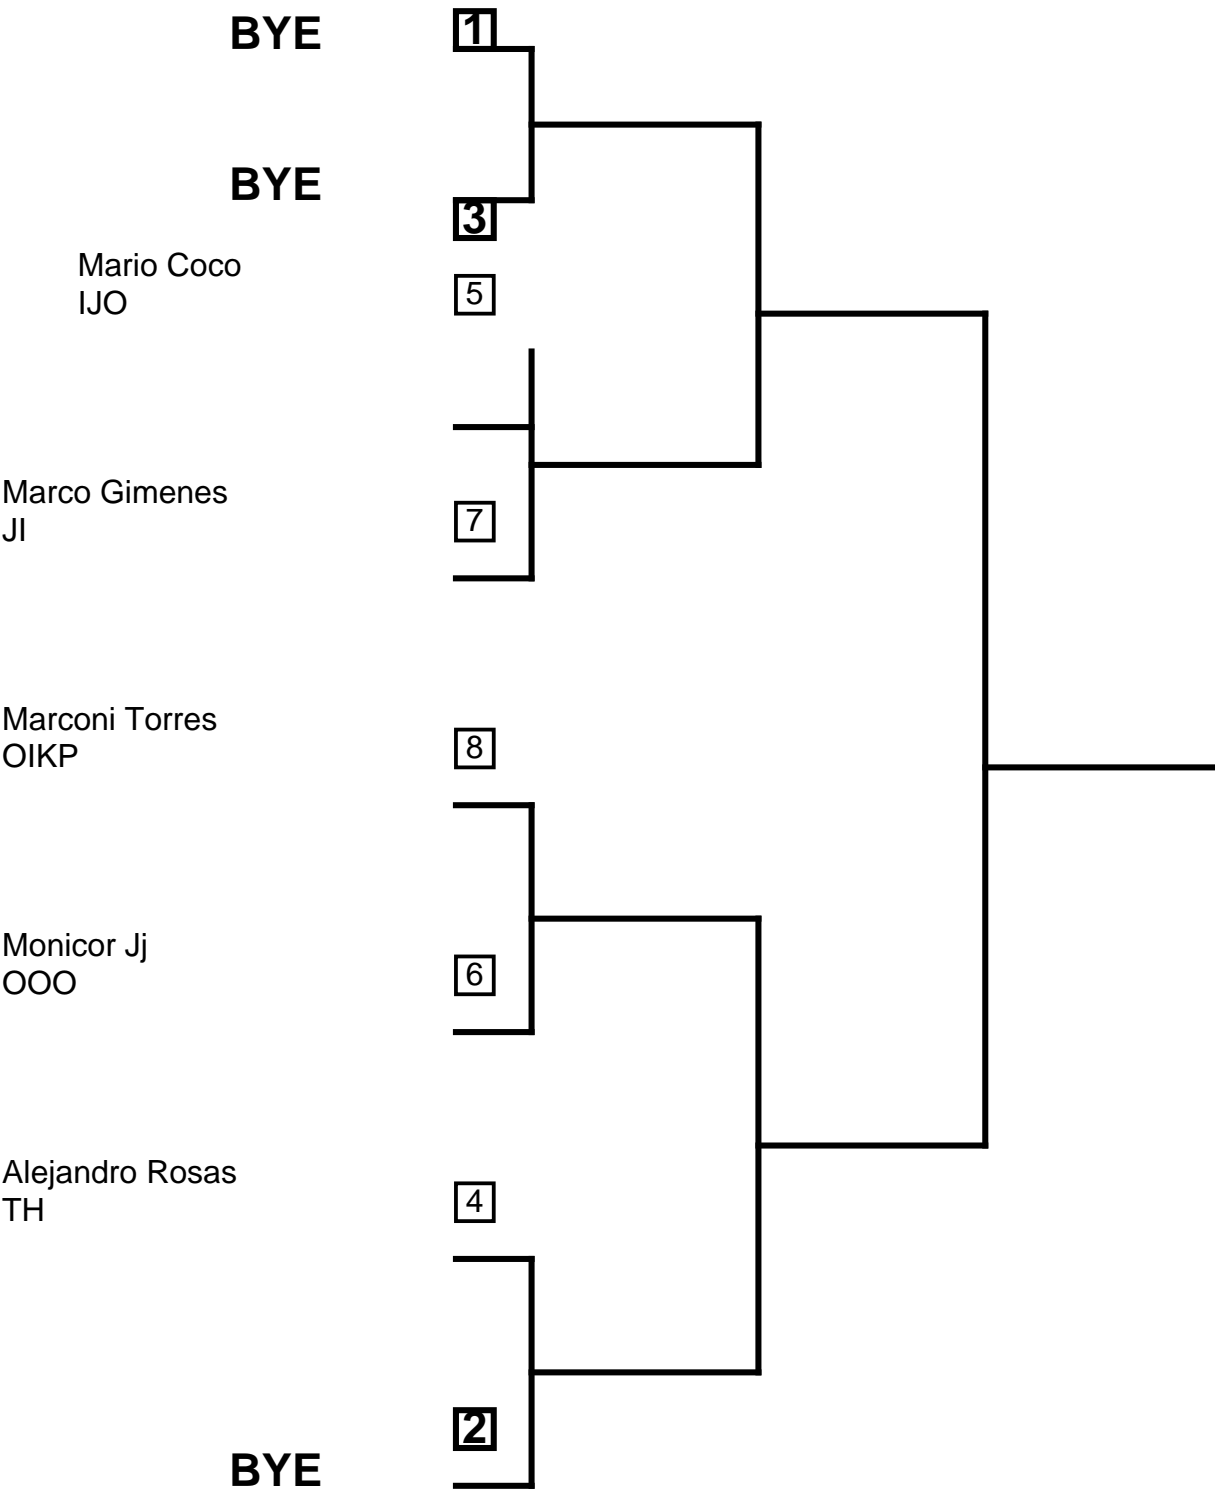 BYE 1
BYE
3
Mario Coco
IJO
5
Marco Gimenes
JI
7
Marconi Torres
OIKP
8
Monicor Jj
OOO
6
Alejandro Rosas
TH
4
2
BYE